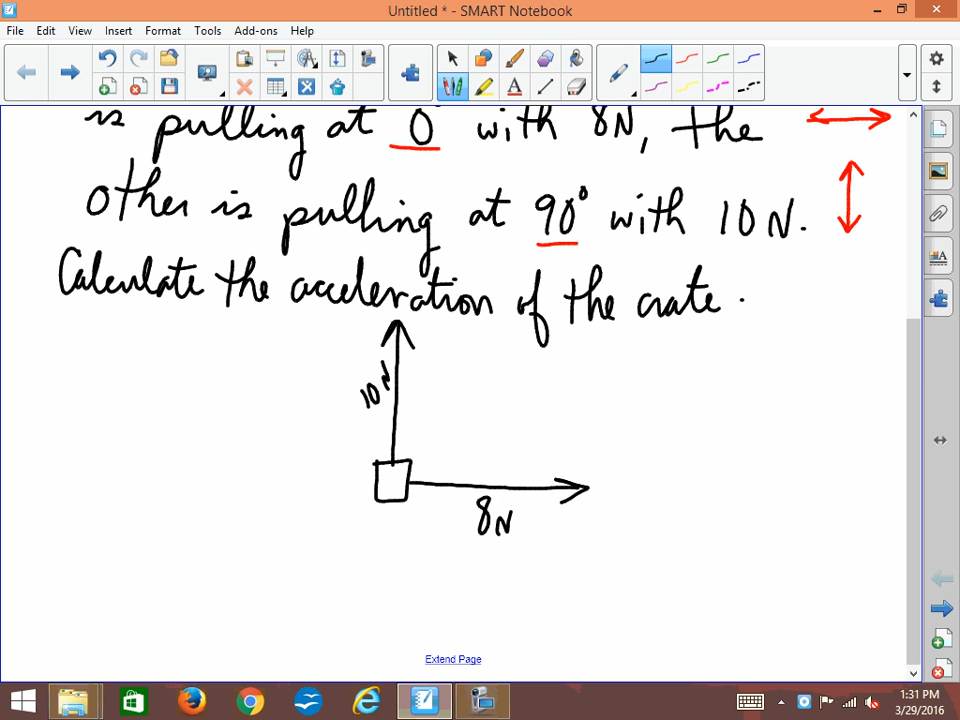 Untitled * - SMART Notebook
File Edit View Insert Format Tools Add-ons Help
is pulling at 0 with 8N, the
other is pulling at 90° with 10 N.
Calculate the acceleration of the crate.
10N
8N
Extend Page
1:31 PM
3/29/2016